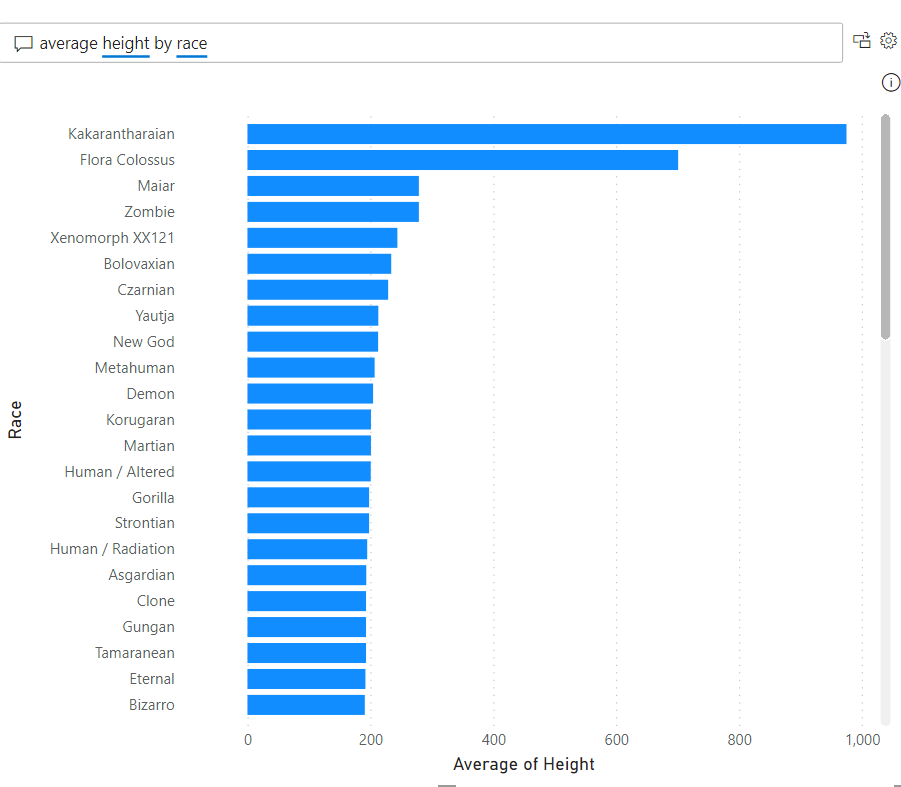 average height by race
Kakarantharaian
Flora Colossus
Maiar
Zombie
Xenomorph XX121
Bolovaxian
Czarnian
Yautja
New God
Metahuman
Demon
Korugaran
Martian
Human / Altered
Gorilla
Strontian
Human / Radiation
Asgardian
Clone
Gungan
Tamaranean
Eternal
Bizarro
Race
0 200 400 600 800 1,000
Average of Height